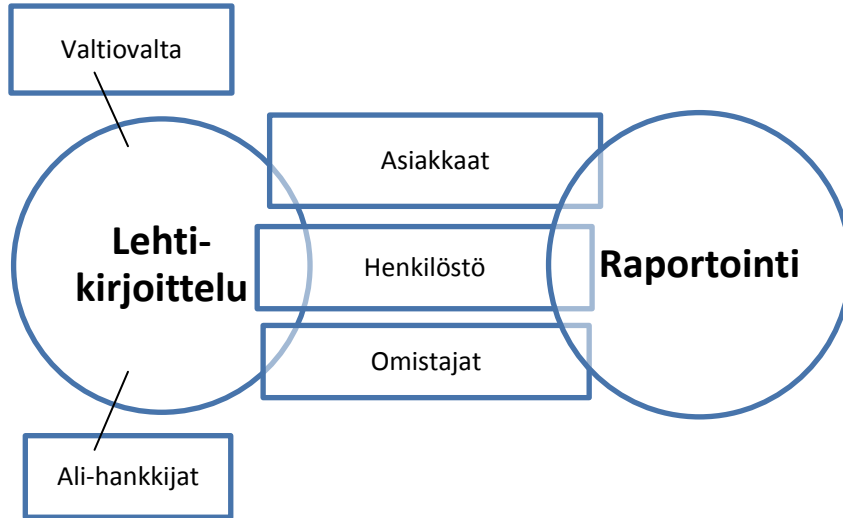 Valtiovalta
Asiakkaat
Lehti-
kirjoittelu
Henkilöstö
Raportointi
Omistajat
Ali-hankkijat